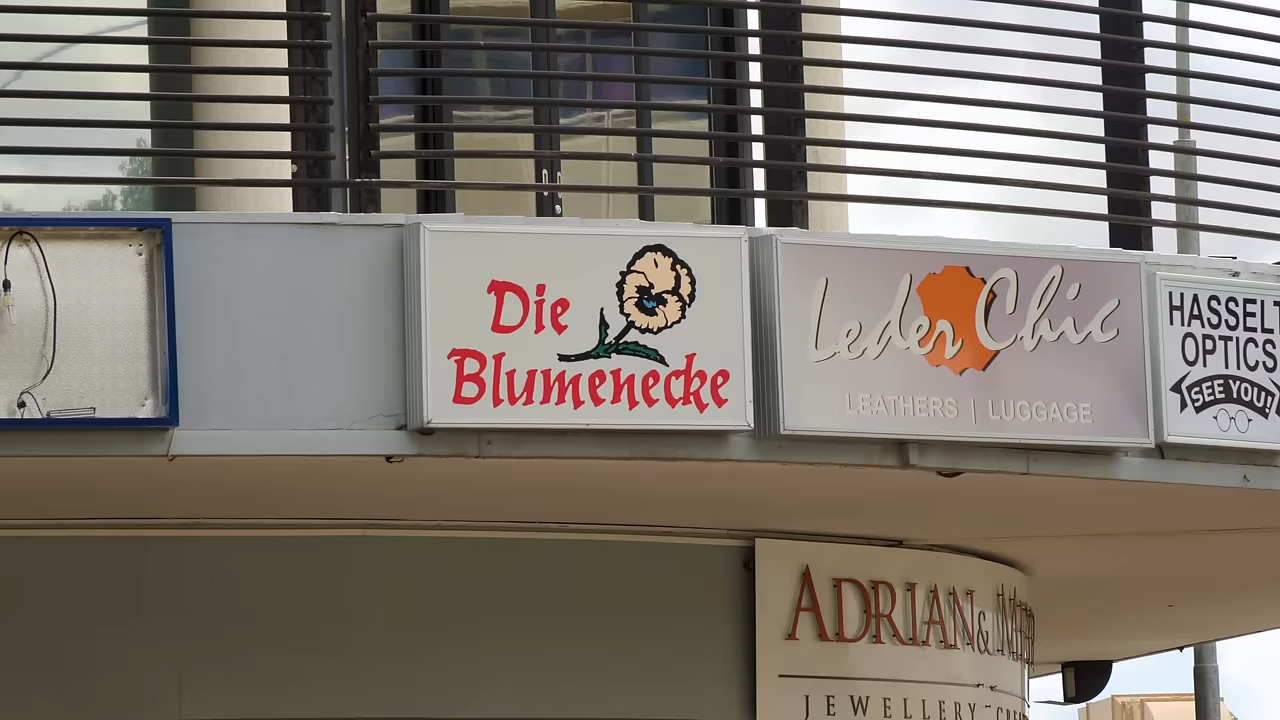 Die
Blumenecke
Leder Chic
LEATHERS | LUGGAGE
HASSELT
OPTICS
SEE YOU!
ADRIAN &
JEWELLERY